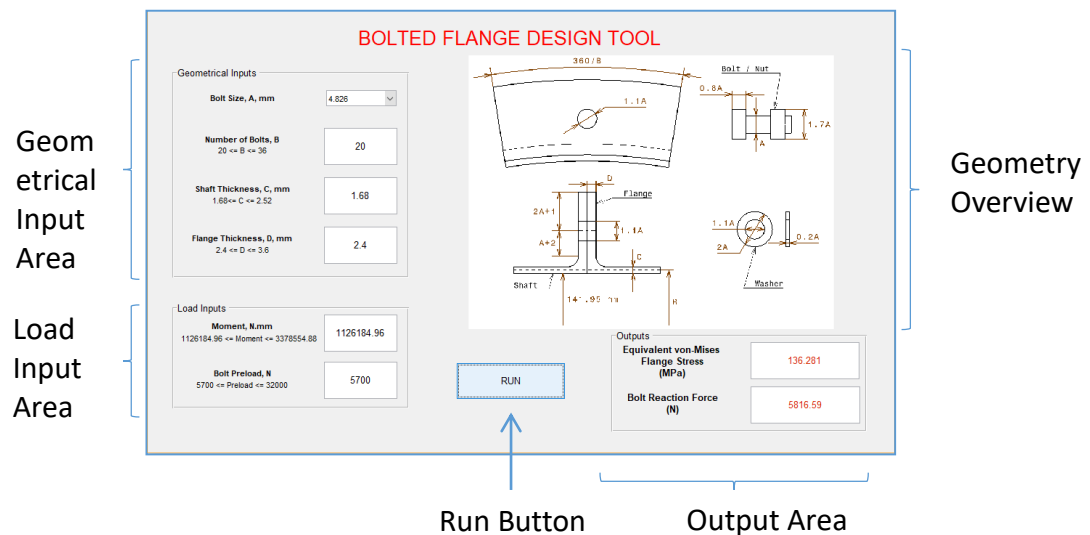 BOLTED FLANGE DESIGN TOOL
Geometrical Inputs
Bolt Size, A, mm
4.826
Number of Bolts, B
20 <= B <= 36
20
Shaft Thickness, C, mm
1.68<= C <= 2.52
1.68
Flange Thickness, D, mm
2.4 <= D <= 3.6
2.4
Load Inputs
Moment, N.mm
1126184.96 <= Moment <= 3378554.88
1126184.96
Bolt Preload, N
5700 <= Preload <= 32000
5700
RUN
360/B
1.1A
Bolt / Nut
0.8A
1.7A
A
D
Flange
2A+1
1.1A
A+2
C
Shaft
141.95 mm
R
1.1A
2A
0.2A
Washer
Outputs
Equivalent von-Mises
Flange Stress
(MPa)
136.281
Bolt Reaction Force
(N)
5816.59
Geom
etrical
Input
Area
Load
Input
Area
Geometry
Overview
Run Button
Output Area